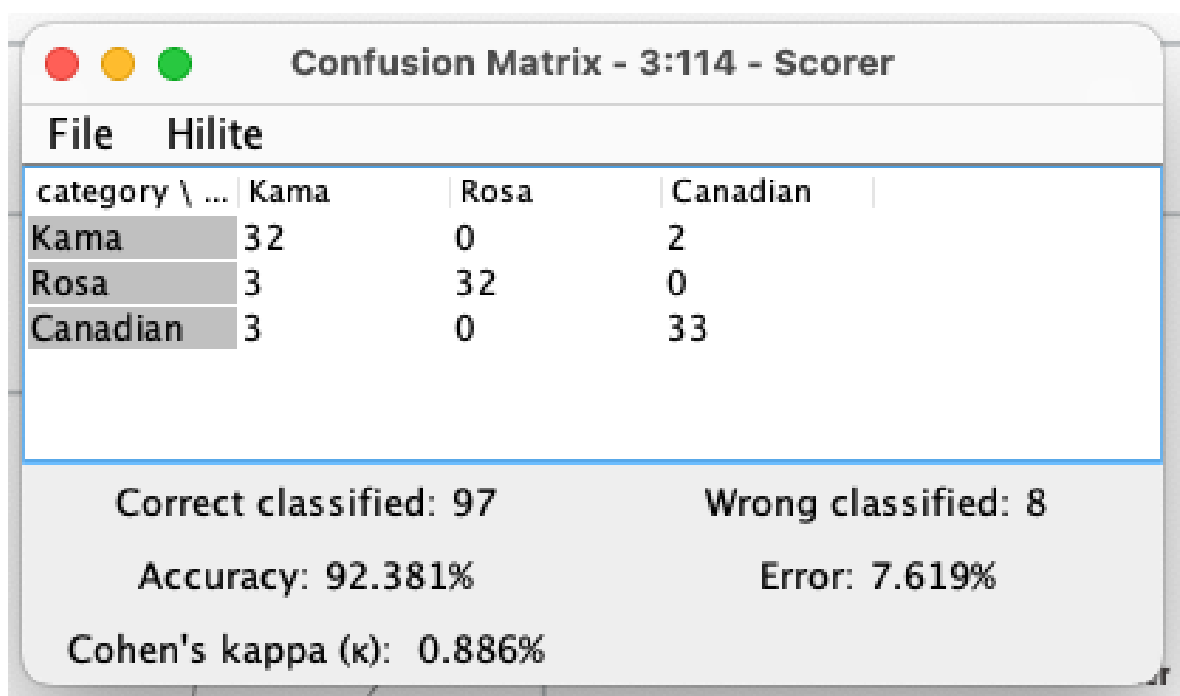 Confusion Matrix - 3:114 - Scorer
File Hilite
category \ ... Kama Rosa Canadian
Kama 32 0 2
Rosa 3 32 0
Canadian 3 0 33
Correct classified: 97 Wrong classified: 8
Accuracy: 92.381% Error: 7.619%
Cohen's kappa (κ): 0.886%